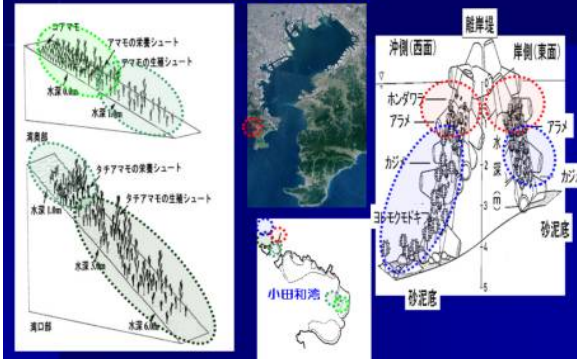 コアマモ
アマモの栄養シュート
アマモの生殖シュート
水深0.0m
水深1.0m
湾奥部
タチアマモの栄養シュート
タチアマモの生殖シュート
水深1.0m
水深6.0m
湾口部
小田和湾
離岸堤
沖側(西面)
岸側(東面)
0
ホンダワラ
アラメ
アラメ
1
水深(m)
カジメ
カジメ
ヨレモクモドキ
4
5
砂泥底
砂泥底